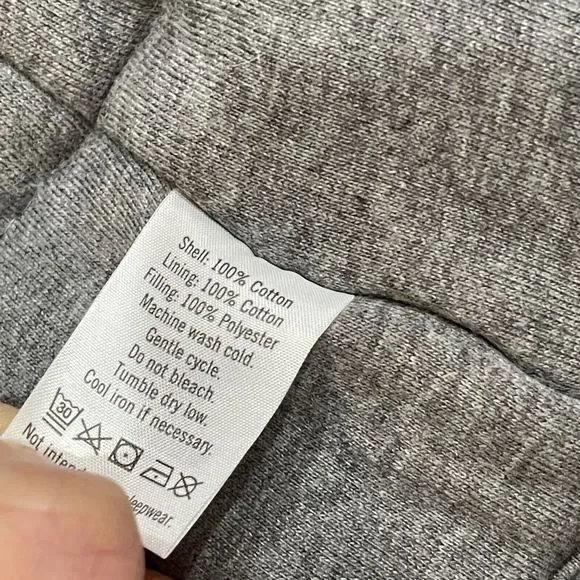 Shell: 100% Cotton
Lining: 100% Cotton
Filling: 100% Polyester
Machine wash cold.
Gentle cycle.
Do not bleach.
Tumble dry low.
Cool iron if necessary.
30
Not sleepwear.